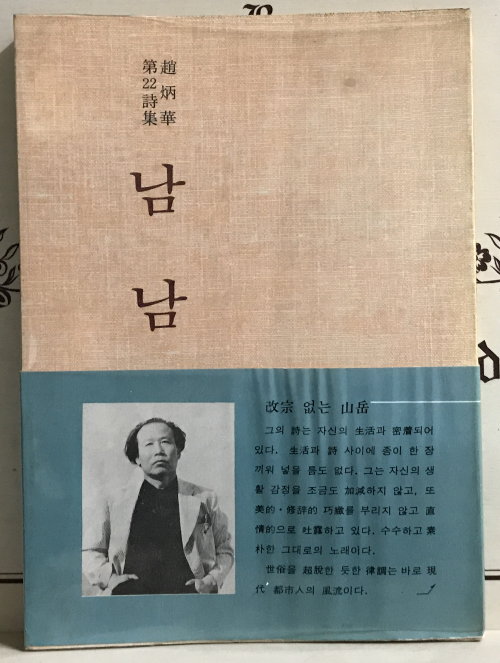 趙炳華
第22詩集
남
남
改宗 없는 山岳
그의 詩는 자신의 生活과 密着되어
있다. 生活과 詩 사이에 종이 한 장
끼워 넣을 틈도 없다. 그는 자신의 생
활 감정을 조금도 加減하지 않고, 또
美的·修辞的 巧緻를 부리지 않고 直
情的으로 吐露하고 있다. 수수하고 素
朴한 그대로의 노래이다.
世俗을 超脫한 듯한 律調는 바로 現
代 都市人의 風流이다.